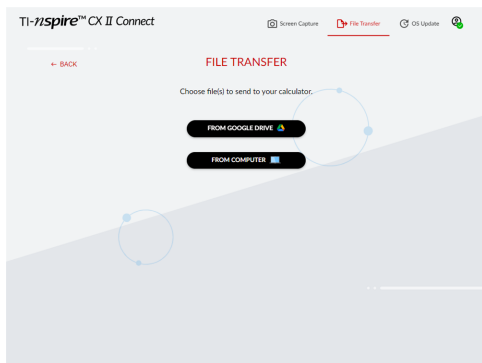 TI-nspire™ CX II Connect
Screen Capture
File Transfer
OS Update
← BACK
FILE TRANSFER
Choose file(s) to send to your calculator.
FROM GOOGLE DRIVE
FROM COMPUTER